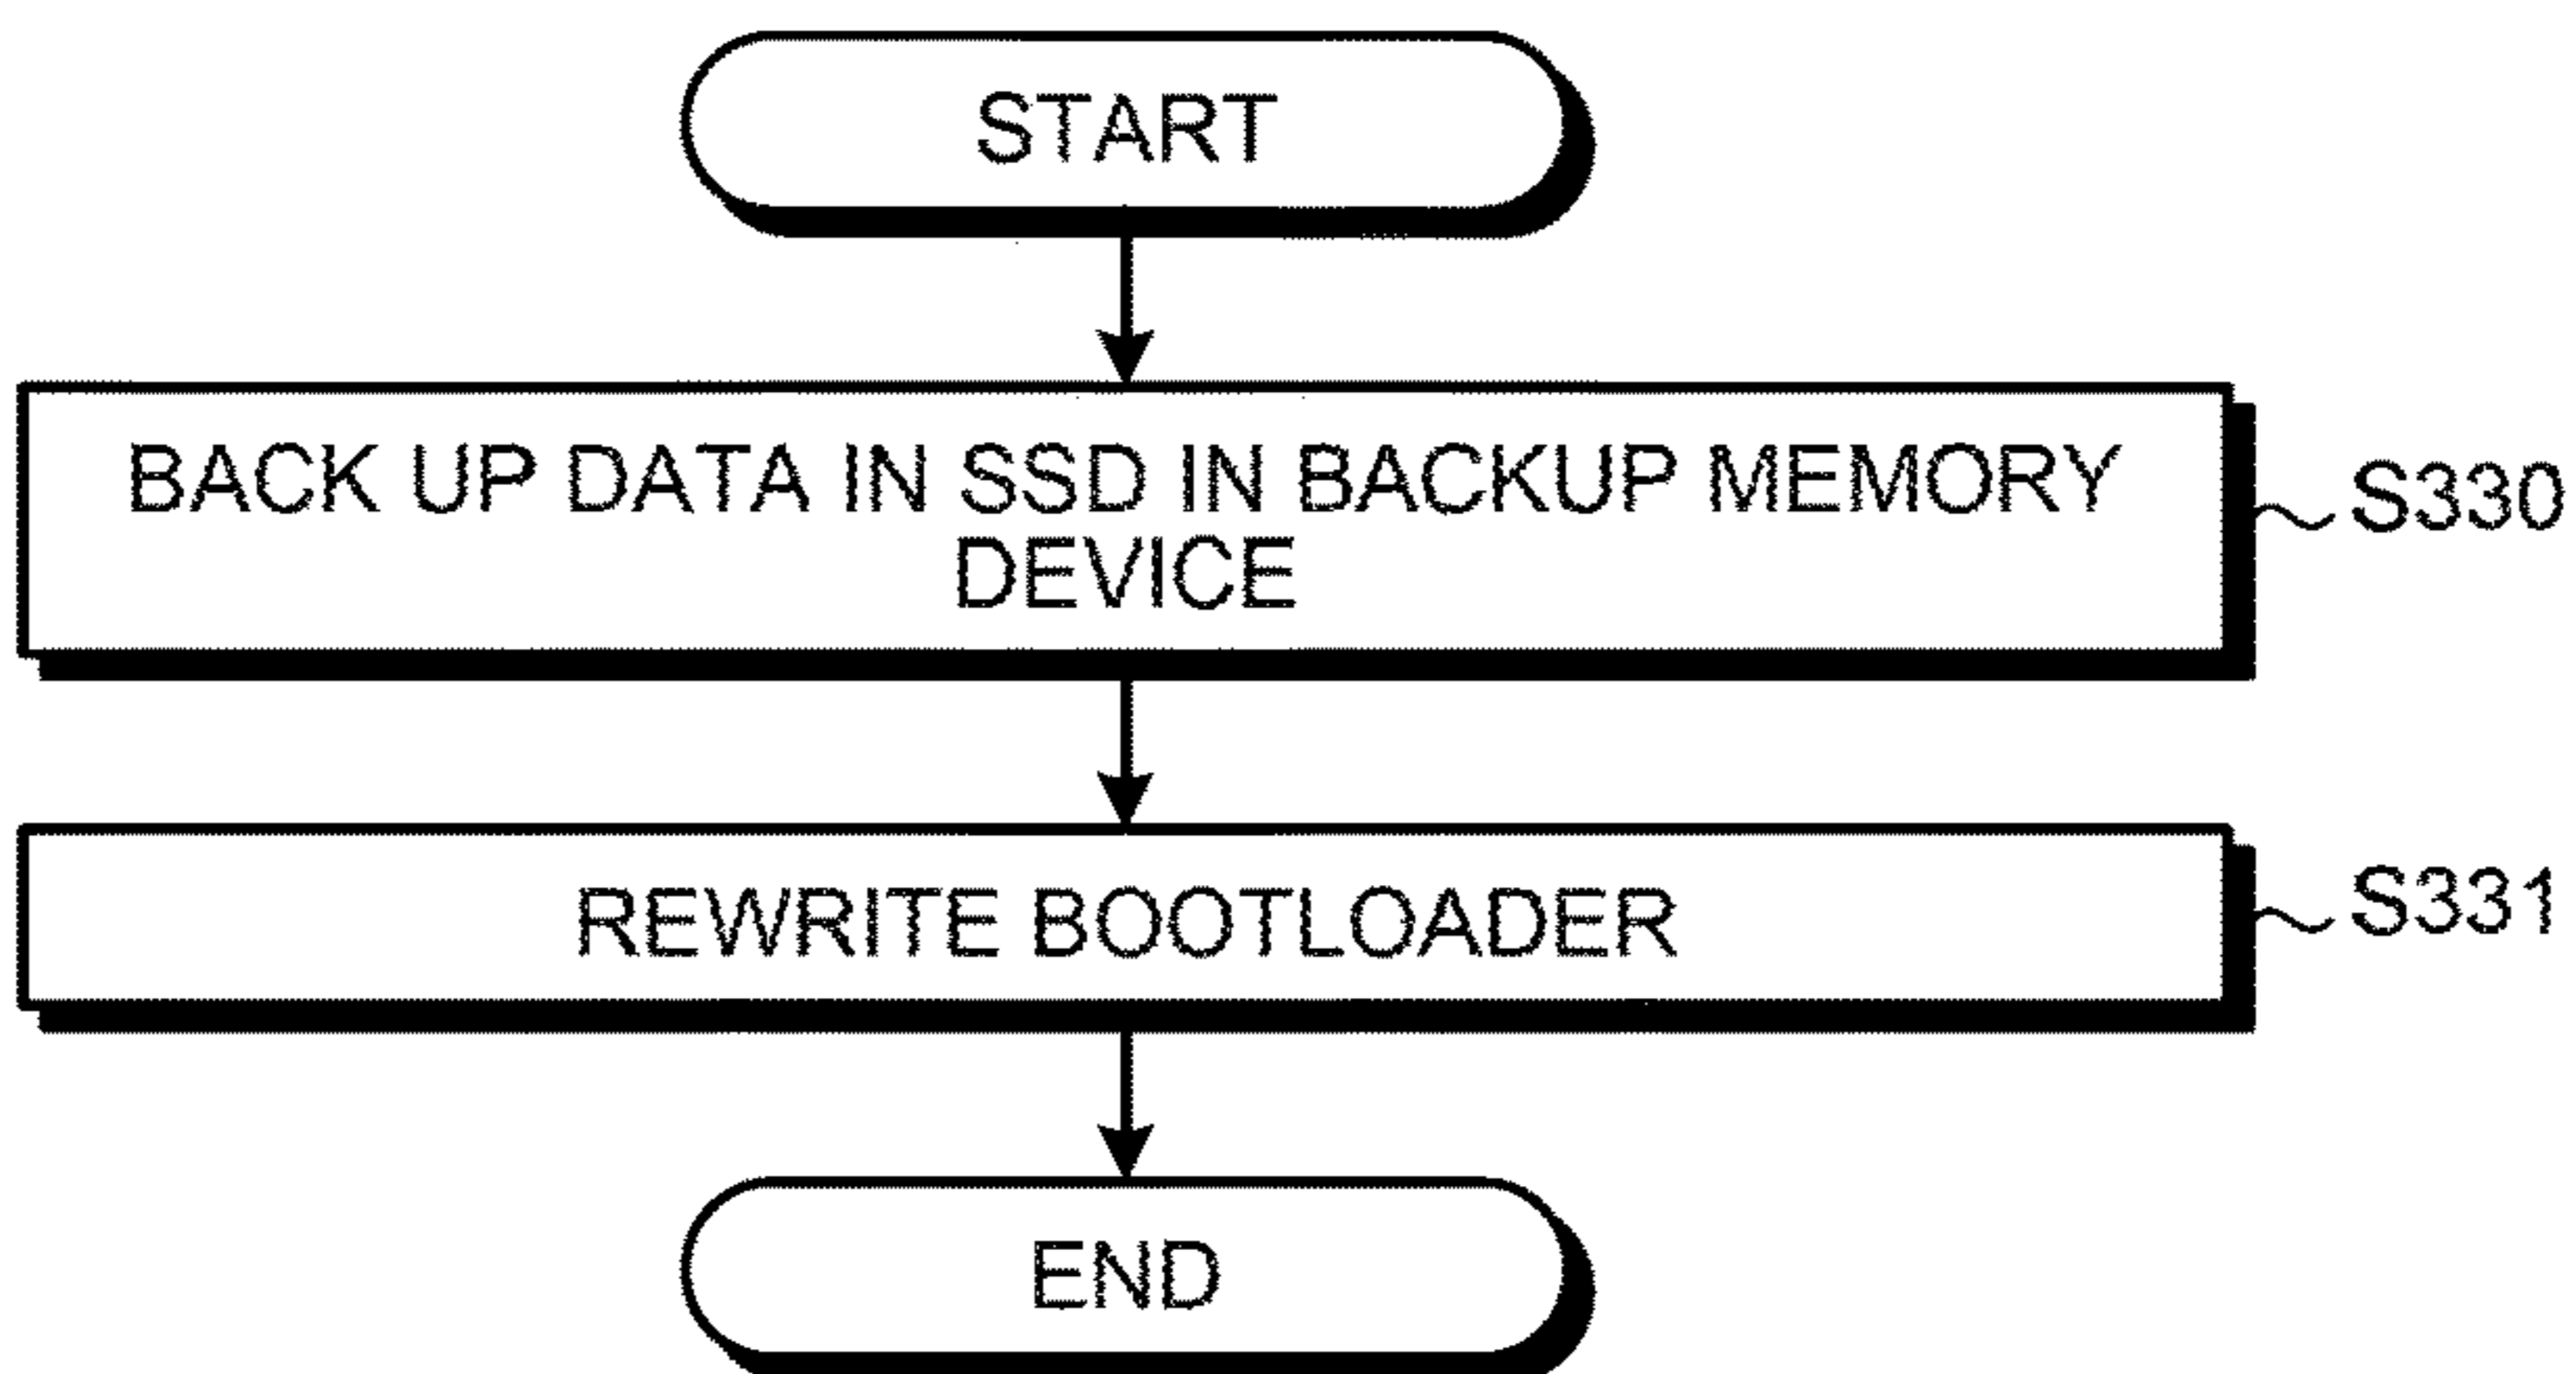 START
BACK UP DATA IN SSD IN BACKUP MEMORY
DEVICE
S330
REWRITE BOOTLOADER
S331
END